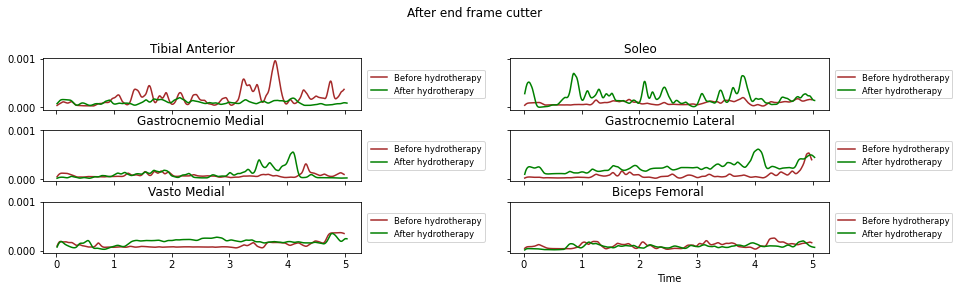 After end frame cutter
Tibial Anterior
0.001
0.000
Before hydrotherapy
After hydrotherapy
Soleo
Before hydrotherapy
After hydrotherapy
Gastrocnemio Medial
0.001
0.000
Before hydrotherapy
After hydrotherapy
Gastrocnemio Lateral
Before hydrotherapy
After hydrotherapy
Vasto Medial
0.001
0.000
Before hydrotherapy
After hydrotherapy
0 1 2 3 4 5
Biceps Femoral
Before hydrotherapy
After hydrotherapy
0 1 2 3 4 5
Time